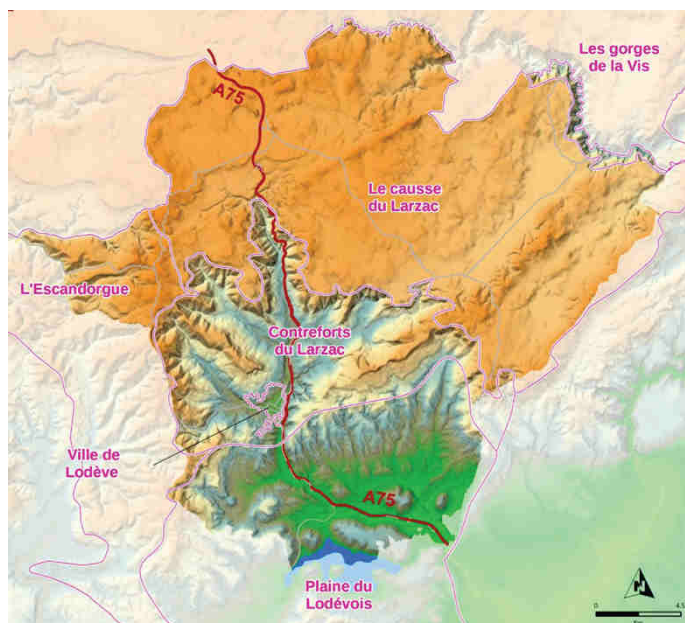 Les gorges
de la Vis
A75
Le causse
du Larzac
L'Escandorgue
Contreforts
du Larzac
Ville de
Lodève
A75
Plaine du
Lodévois
N
0
4.5